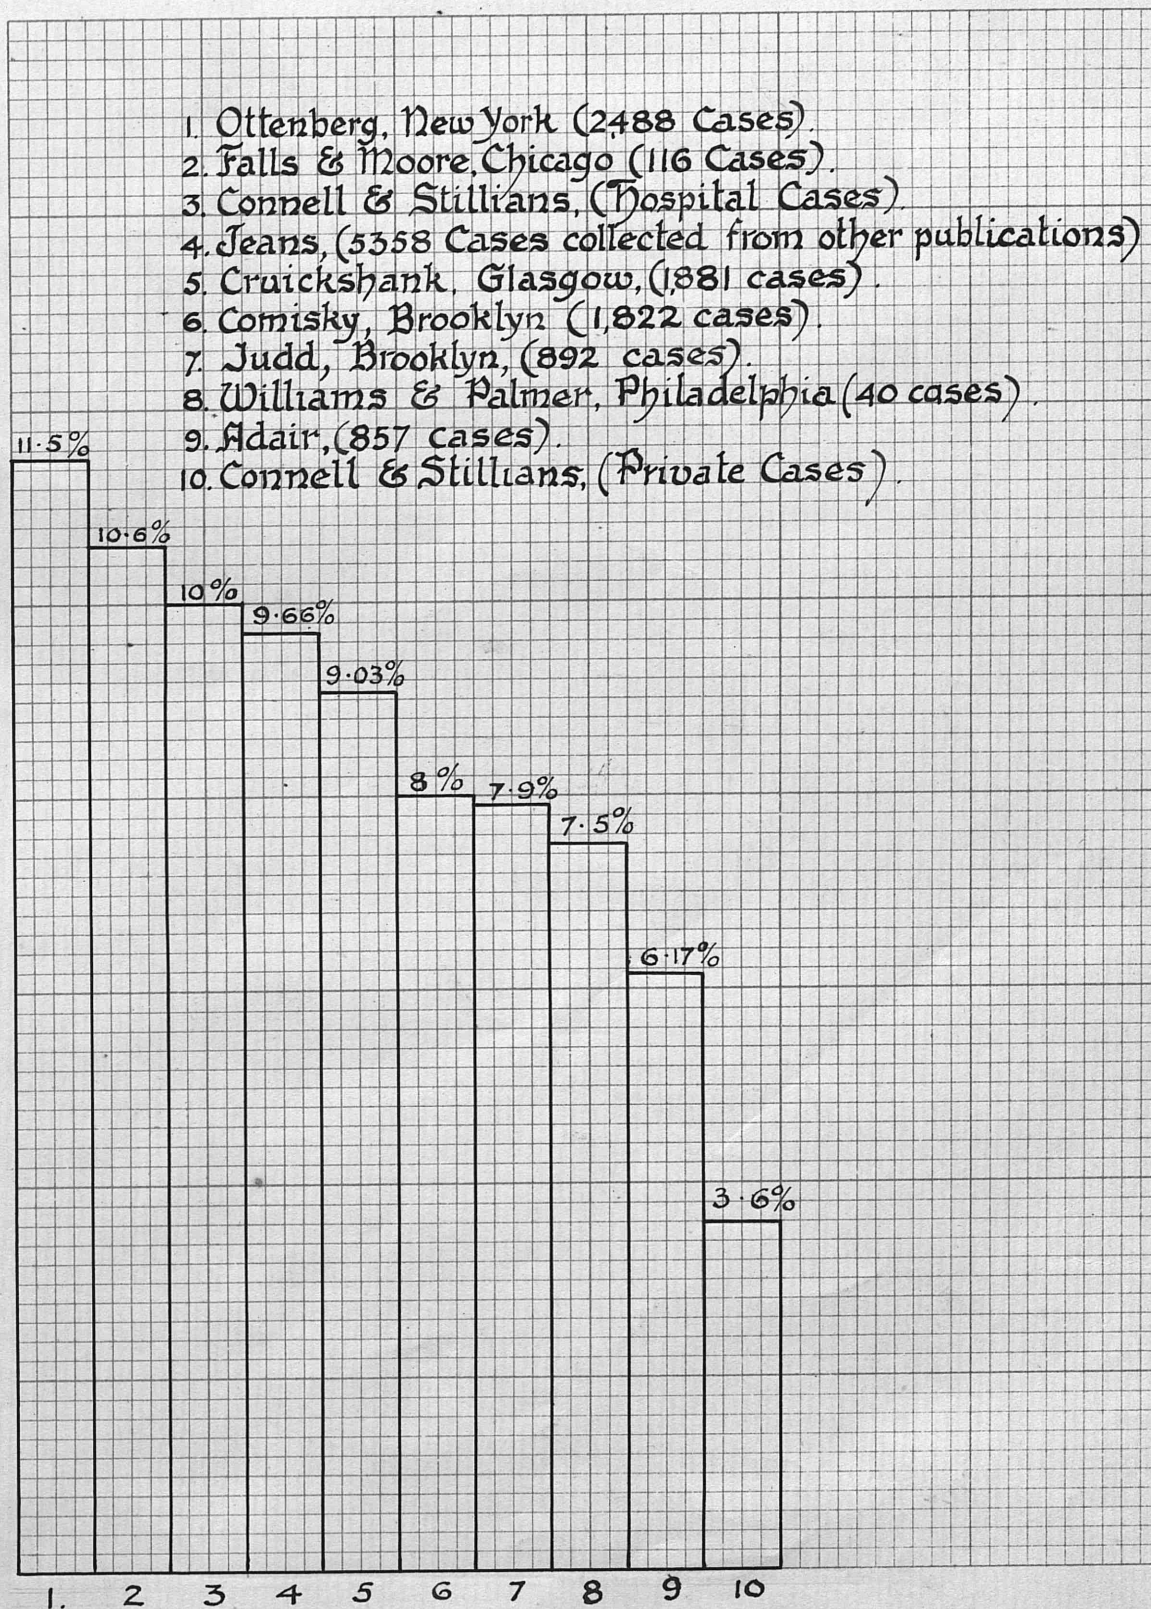 1. Ottenberg, New York (2,488 Cases).
2. Falls & Moore, Chicago (116 Cases).
3. Connell & Stillians, (Hospital Cases).
4. Jeans, (5358 Cases collected from other publications)
5. Cruickshank, Glasgow, (1,881 cases).
6. Comisky, Brooklyn (1,822 cases).
7. Judd, Brooklyn, (892 cases).
8. Williams & Palmer, Philadelphia (40 cases).
9. Adair, (857 cases).
10. Connell & Stillians, (Private Cases).
11·5%
10·6%
10%
9·66%
9·03%
8%
7·9%
7·5%
6·17%
3·6%
1. 2 3 4 5 6 7 8 9 10